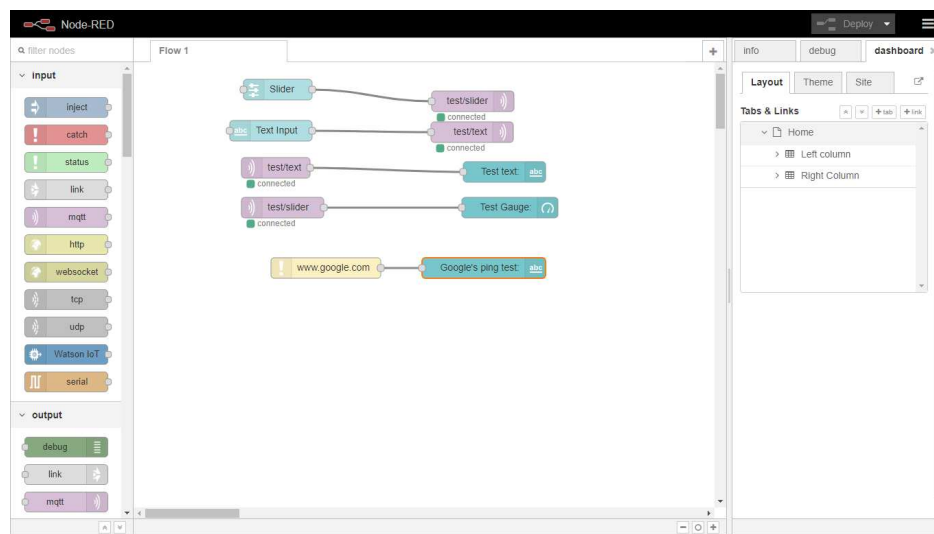 Node-RED
Deploy
filter nodes
Flow 1
info
debug
dashboard
input
inject
catch
status
link
mqtt
http
websocket
tcp
udp
Watson IoT
serial
output
debug
link
mqtt
Slider
test/slider
connected
abc Text Input
test/text
connected
test/text
connected
Test text: abc
test/slider
connected
Test Gauge:
www.google.com
Google's ping test: abc
Layout
Theme
Site
Tabs & Links
+ tab
+ link
Home
Left column
Right Column